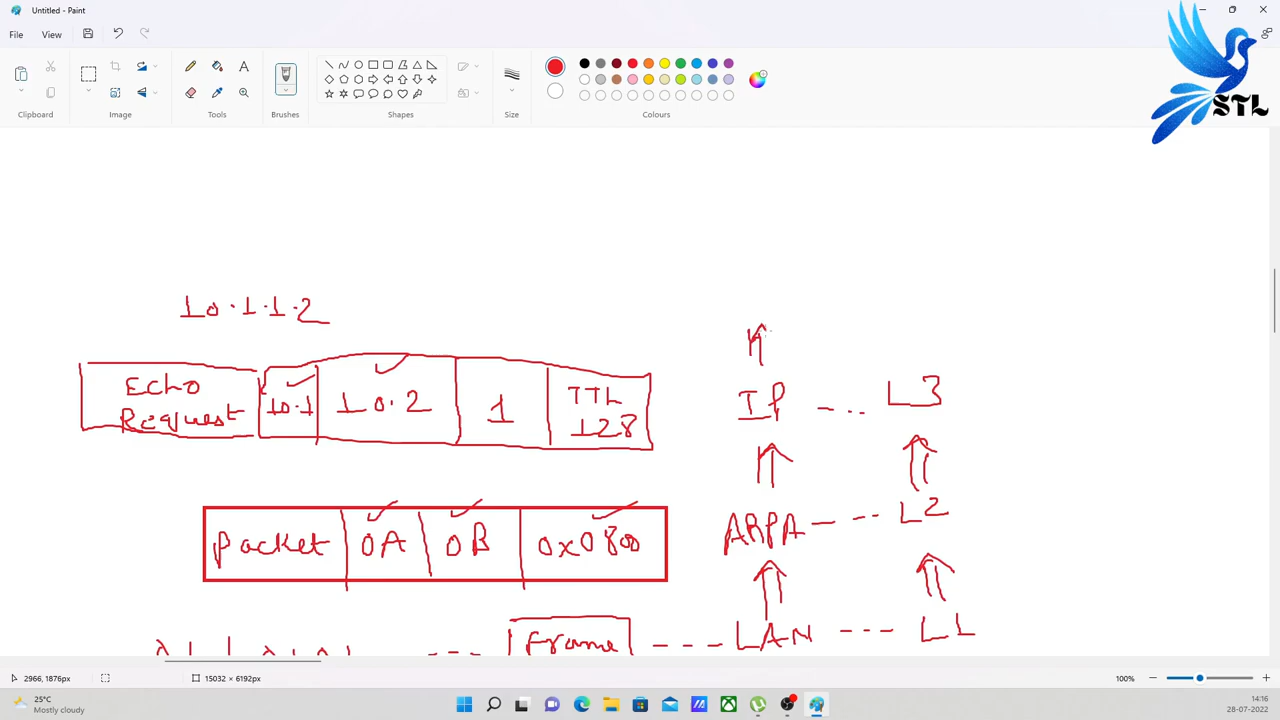 Untitled - Paint
File View
STL
Clipboard Image Tools Brushes Shapes Size Colours
10.1.1.2
Echo Request 10.1 10.2 1 TTL 128
IP - - - L3
Packet 0A 0B 0x0800
ARPA - - - L2
Frame - - - LAN - - - L1
2966, 1876px 15032 × 6192px 100%
25°C
Mostly cloudy
14:16
28-07-2022